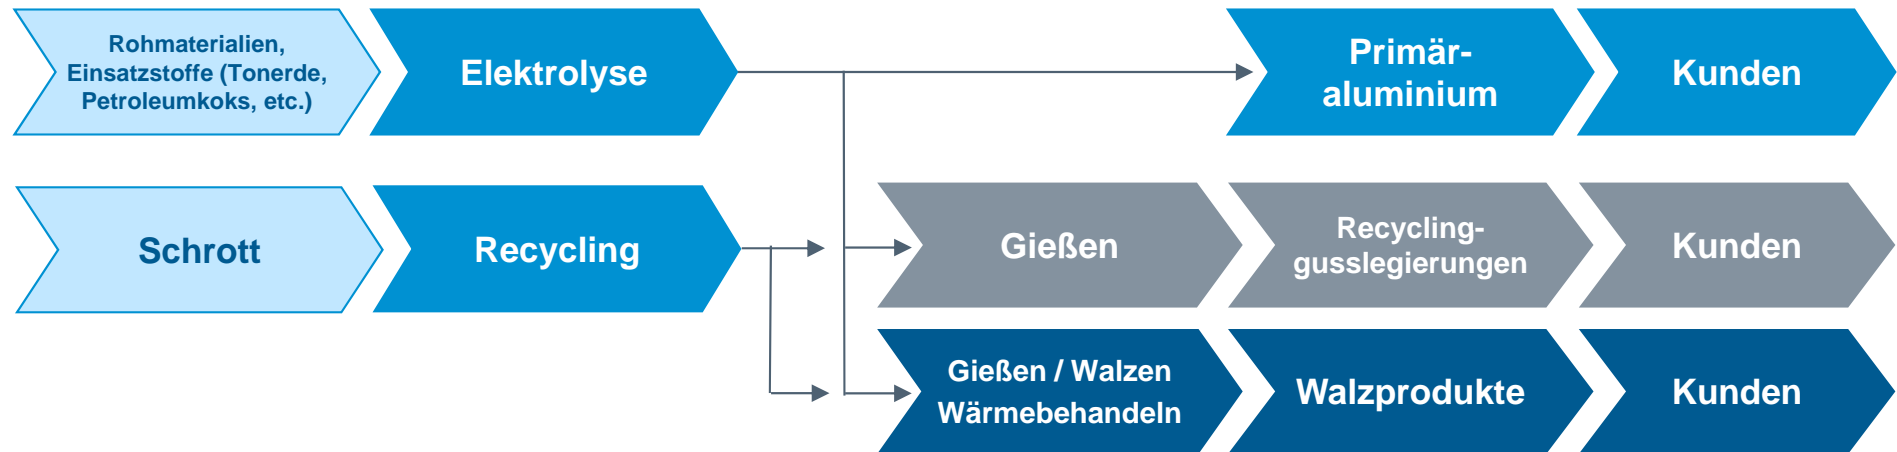 Rohmaterialien,
Einsatzstoffe (Tonerde,
Petroleumkoks, etc.)
Elektrolyse
Primär-
aluminium
Kunden
Schrott
Recycling
Gießen
Recycling-
gusslegierungen
Kunden
Gießen / Walzen
Wärmebehandeln
Walzprodukte
Kunden